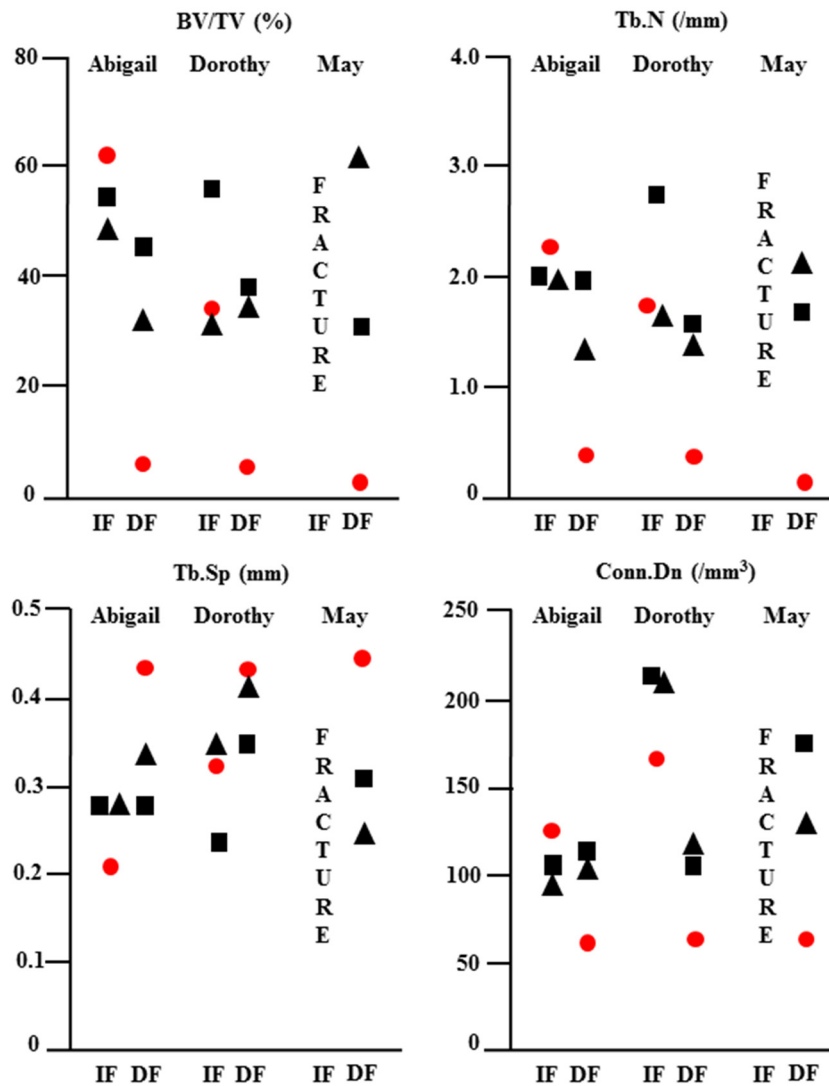 BV/TV (%)
80
60
40
20
0
Abigail Dorothy May
FRACTURE
IF DF IF DF IF DF
Tb.N (/mm)
4.0
3.0
2.0
1.0
0
Abigail Dorothy May
FRACTURE
IF DF IF DF IF DF
Tb.Sp (mm)
0.5
0.4
0.3
0.2
0.1
0
Abigail Dorothy May
FRACTURE
IF DF IF DF IF DF
Conn.Dn (/mm³)
250
200
150
100
50
0
Abigail Dorothy May
FRACTURE
IF DF IF DF IF DF